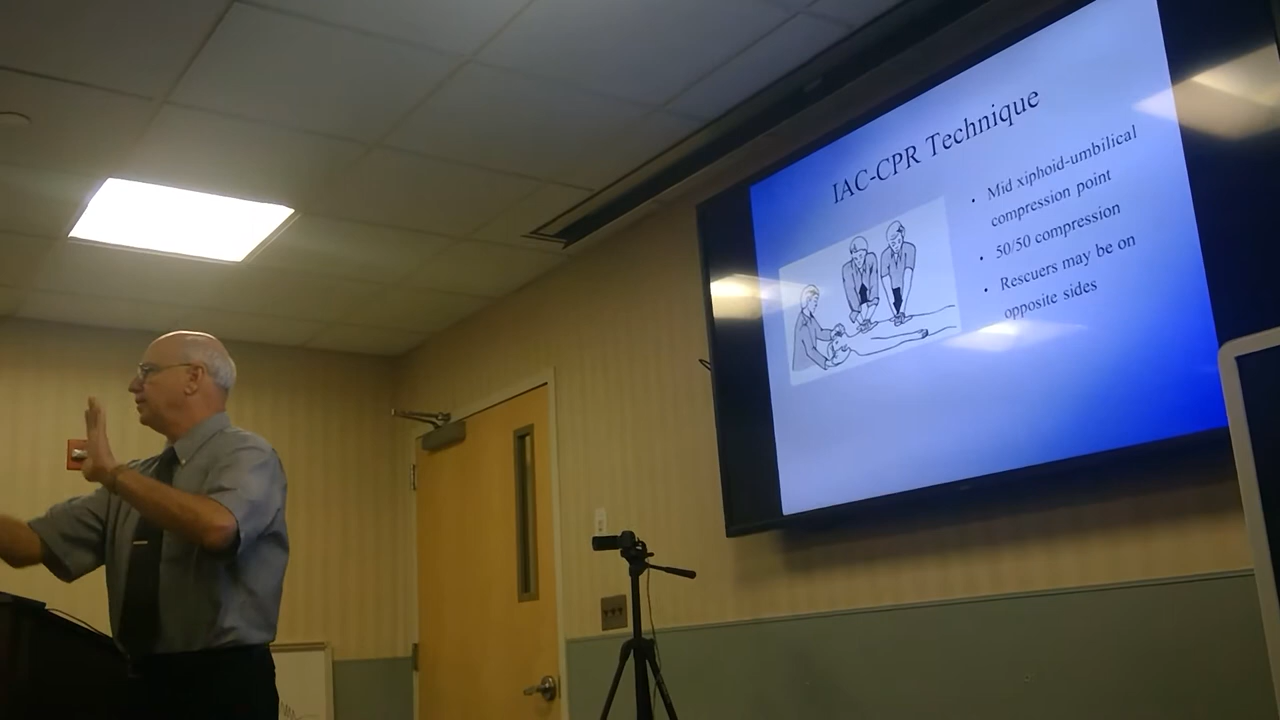 IAC-CPR Technique
• Mid xiphoid-umbilical
compression point
• 50/50 compression
• Rescuers may be on
opposite sides